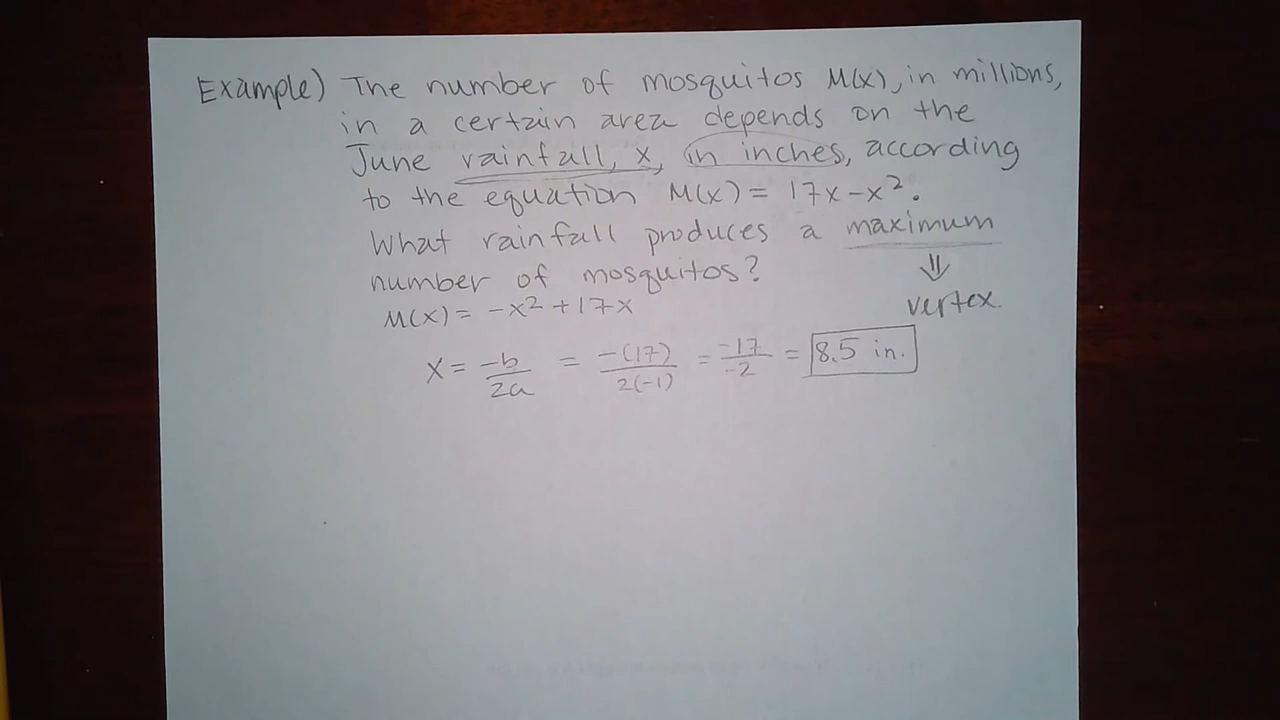 Example) The number of mosquitos M(x), in millions,
in a certain area depends on the
June rainfall, x, in inches, according
to the equation M(x) = 17x-x².
What rainfall produces a maximum
number of mosquitos?
⇓
vertex.
M(x) = -x² + 17x
x = -b/2a = -(17)/2(-1) = -17/-2 = 8.5 in.